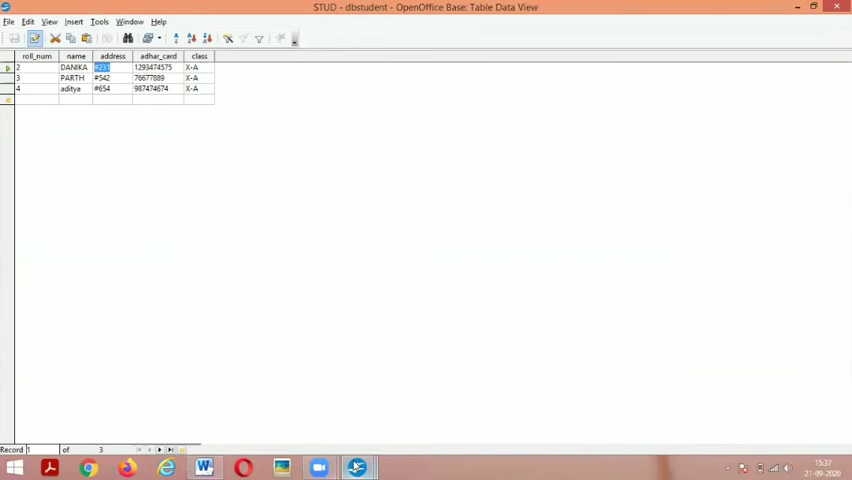 STUD - dbstudent - OpenOffice Base: Table Data View
File Edit View Insert Tools Window Help
roll_num name address adhar_card class
2 DANIKA #231 1293474575 X-A
3 PARTH #542 76677889 X-A
4 aditya #654 987474674 X-A
Record 1 of 3
15:37
21-09-2020